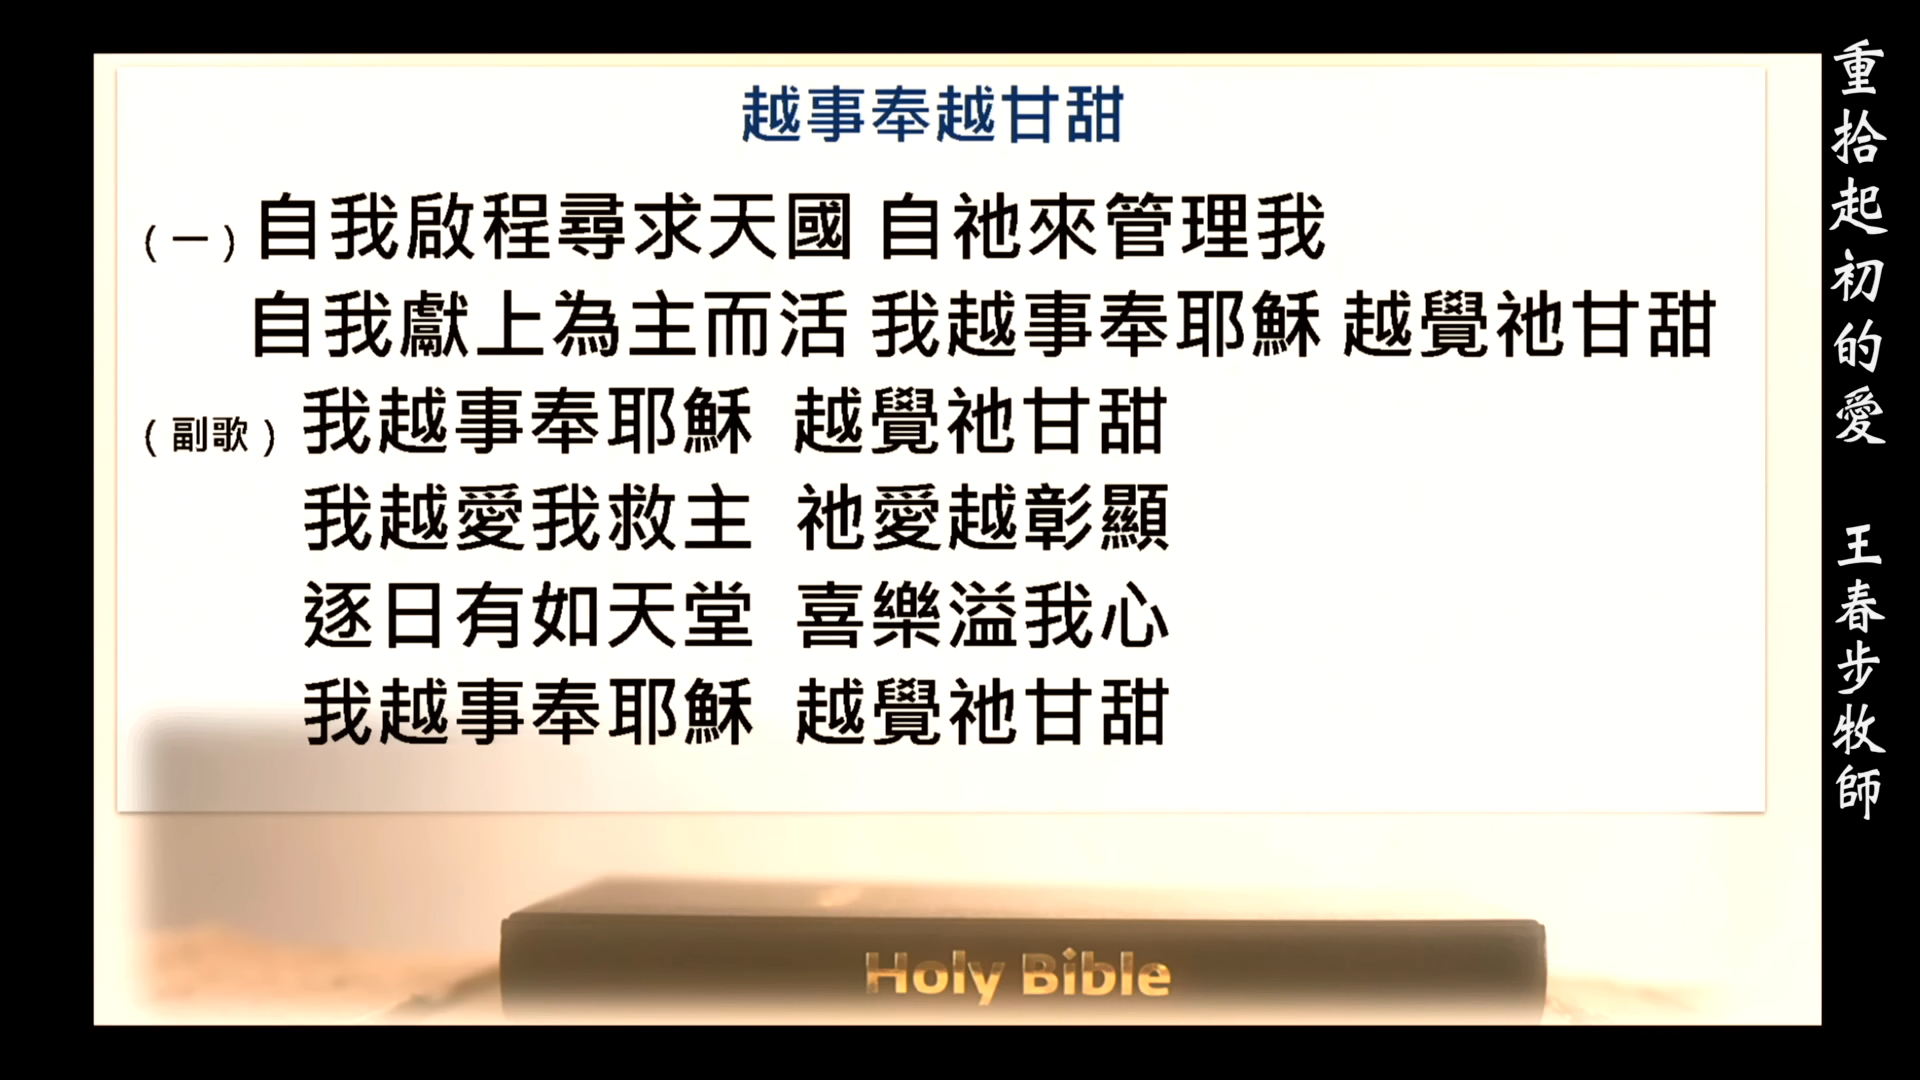 越事奉越甘甜
（一）自我啟程尋求天國 自祂來管理我
自我獻上為主而活 我越事奉耶穌 越覺祂甘甜
（副歌）我越事奉耶穌 越覺祂甘甜
我越愛我救主 祂愛越彰顯
逐日有如天堂 喜樂溢我心
我越事奉耶穌 越覺祂甘甜
Holy Bible
重拾起初的愛 王春步牧師